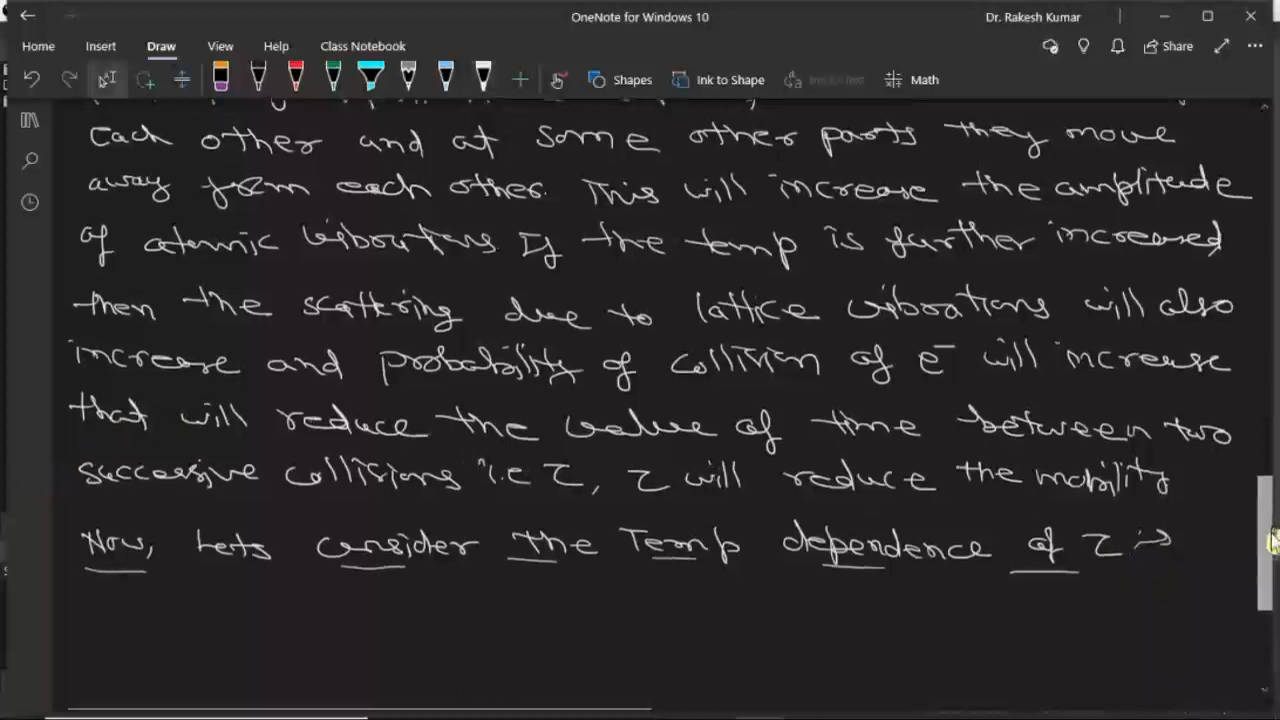 OneNote for Windows 10
Dr. Rakesh Kumar
Home Insert Draw View Help Class Notebook
Share
Shapes
Ink to Shape
Math
Each other and at some other parts they move
away from each other. This will increase the amplitude
of atomic vibrations If the temp is further increased
then the scattering due to lattice vibrations will also
increase and probability of collision of e⁻ will increase
that will reduce the value of time between two
successive collisions i.e τ, τ will reduce the mobility
Now, Lets consider the Temp dependence of τ :→